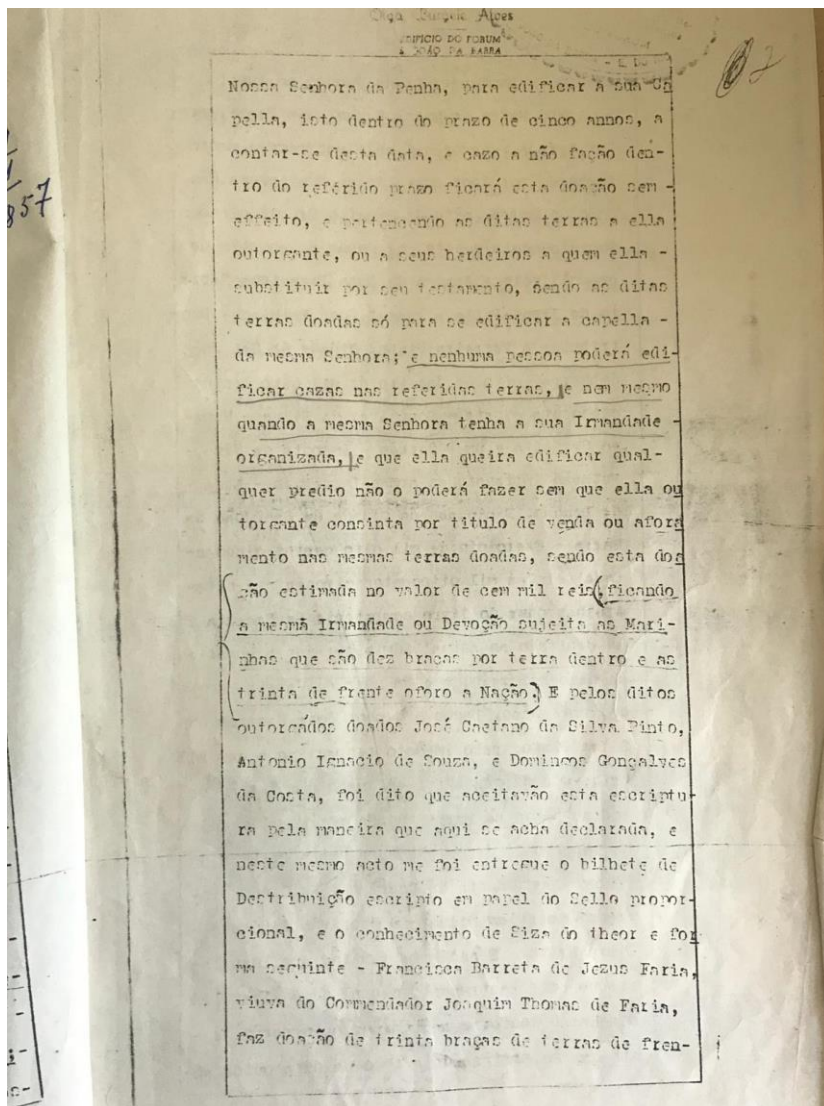 Olga Alves
EDIFICIO DO FORUM
S. JOÃO DA BARRA
Nossa Senhora da Penha, para edificar a sua Ca
pella, isto dentro do prazo de cinco annos, a
contar-se desta data, e cazo a não fação den-
tro do reférido prazo ficará esta doação sem -
effeito, e pertencendo as ditas terras a ella
outorgante, ou a seus herdeiros a quem ella -
substituir por seu testamento, sendo as ditas
terras doadas só para se edificar a capella -
da mesma Senhora; e nenhuma pessoa poderá edi-
ficar cazas nas referidas terras, e nem mesmo
quando a mesma Senhora tenha a sua Irmandade -
organizada, e que ella queira edificar qual-
quer predio não o poderá fazer sem que ella ou
torgante consinta por titulo de venda ou afora
mento nas mesmas terras doadas, sendo esta doa
ção estimada no valor de cem mil reis, ficando
a mesma Irmandade ou Devoção sujeita as Mari-
nhas que são dez braças por terra dentro e as
trinta de frente oforo a Nação. E pelos ditos
outorgádos doados José Caetano da Silva Pinto,
Antonio Ignacio de Souza, e Domingos Gonçalves
da Costa, foi dito que aceitavão esta escriptu-
ra pela maneira que aqui se acha declarada, e
neste mesmo acto me foi entregue o bilhete de
Destribuição escripto em papel do Sello propor-
cional, e o conhecimento de Siza do theor e for
ma seguinte - Francisca Barreta de Jezus Faria,
viuva do Commendador Joaquim Thomas de Faria,
faz doação de trinta braças de terras de fren-
857